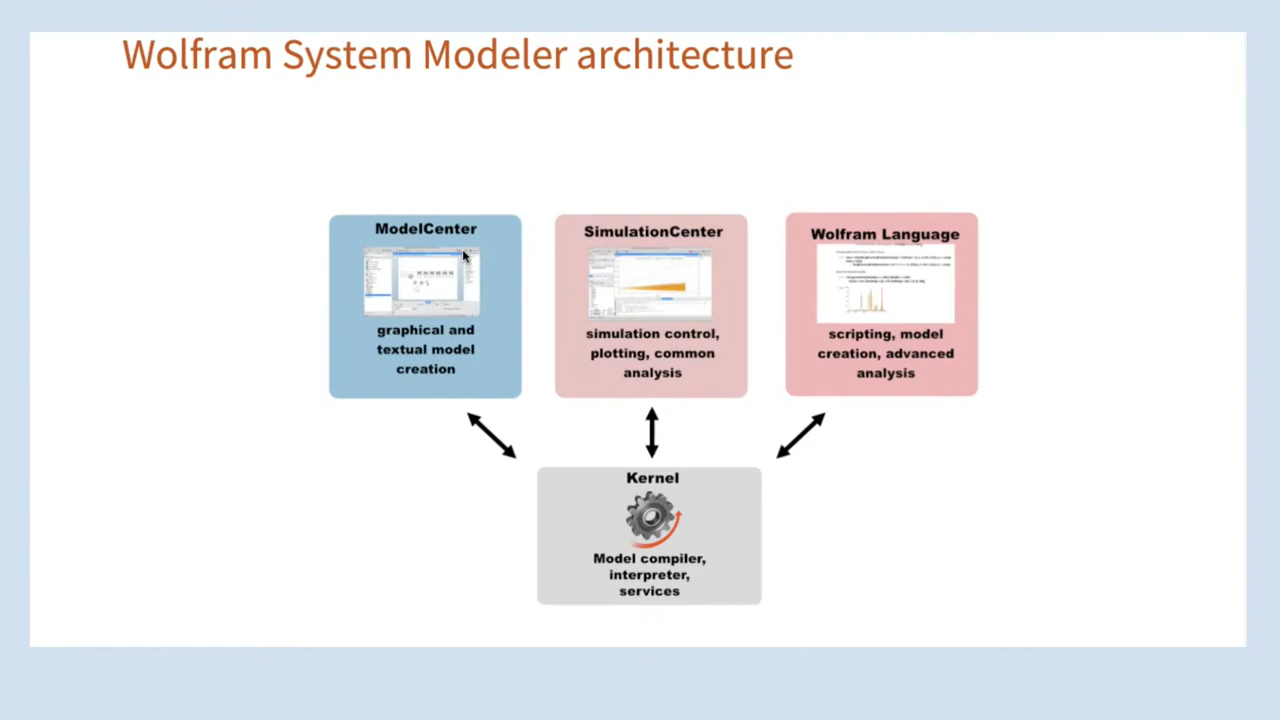 Wolfram System Modeler architecture
ModelCenter
graphical and
textual model
creation
SimulationCenter
simulation control,
plotting, common
analysis
Wolfram Language
scripting, model
creation, advanced
analysis
Kernel
Model compiler,
interpreter,
services